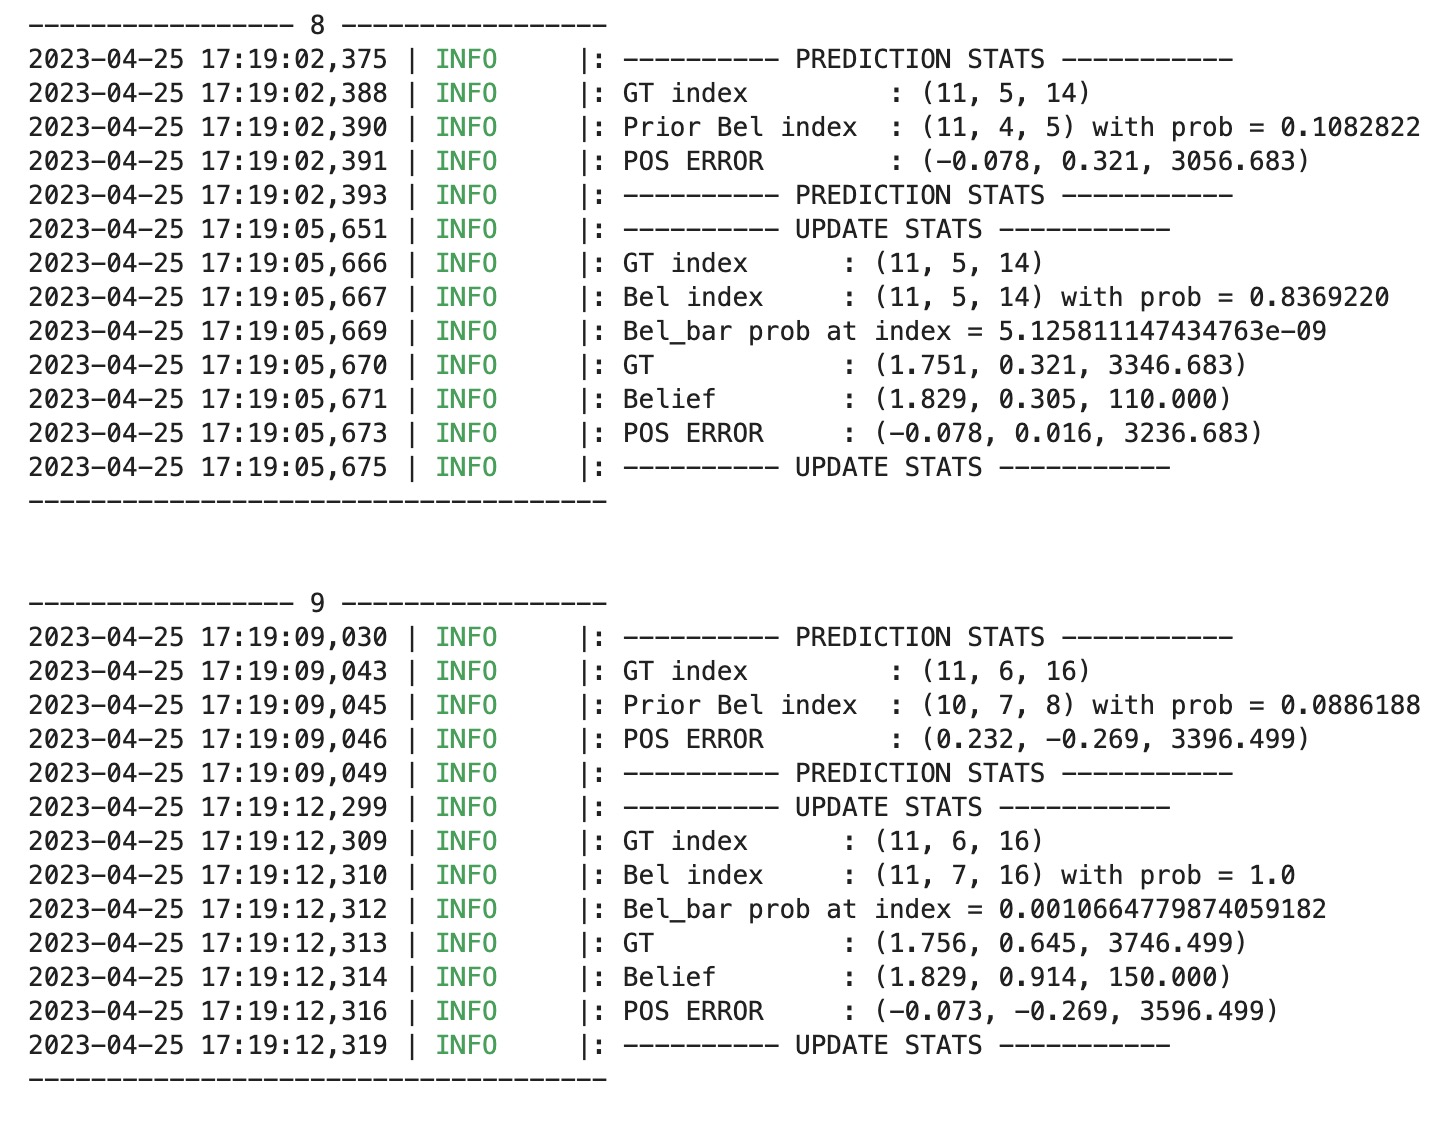 ----------------- 8 -----------------
2023-04-25 17:19:02,375 | INFO     |: ---------- PREDICTION STATS -----------
2023-04-25 17:19:02,388 | INFO     |: GT index         : (11, 5, 14)
2023-04-25 17:19:02,390 | INFO     |: Prior Bel index  : (11, 4, 5) with prob = 0.1082822
2023-04-25 17:19:02,391 | INFO     |: POS ERROR        : (-0.078, 0.321, 3056.683)
2023-04-25 17:19:02,393 | INFO     |: ---------- PREDICTION STATS -----------
2023-04-25 17:19:05,651 | INFO     |: ---------- UPDATE STATS -----------
2023-04-25 17:19:05,666 | INFO     |: GT index      : (11, 5, 14)
2023-04-25 17:19:05,667 | INFO     |: Bel index     : (11, 5, 14) with prob = 0.8369220
2023-04-25 17:19:05,669 | INFO     |: Bel_bar prob at index = 5.125811147434763e-09
2023-04-25 17:19:05,670 | INFO     |: GT            : (1.751, 0.321, 3346.683)
2023-04-25 17:19:05,671 | INFO     |: Belief        : (1.829, 0.305, 110.000)
2023-04-25 17:19:05,673 | INFO     |: POS ERROR     : (-0.078, 0.016, 3236.683)
2023-04-25 17:19:05,675 | INFO     |: ---------- UPDATE STATS -----------
-------------------------------------
----------------- 9 -----------------
2023-04-25 17:19:09,030 | INFO     |: ---------- PREDICTION STATS -----------
2023-04-25 17:19:09,043 | INFO     |: GT index         : (11, 6, 16)
2023-04-25 17:19:09,045 | INFO     |: Prior Bel index  : (10, 7, 8) with prob = 0.0886188
2023-04-25 17:19:09,046 | INFO     |: POS ERROR        : (0.232, -0.269, 3396.499)
2023-04-25 17:19:09,049 | INFO     |: ---------- PREDICTION STATS -----------
2023-04-25 17:19:12,299 | INFO     |: ---------- UPDATE STATS -----------
2023-04-25 17:19:12,309 | INFO     |: GT index      : (11, 6, 16)
2023-04-25 17:19:12,310 | INFO     |: Bel index     : (11, 7, 16) with prob = 1.0
2023-04-25 17:19:12,312 | INFO     |: Bel_bar prob at index = 0.0010664779874059182
2023-04-25 17:19:12,313 | INFO     |: GT            : (1.756, 0.645, 3746.499)
2023-04-25 17:19:12,314 | INFO     |: Belief        : (1.829, 0.914, 150.000)
2023-04-25 17:19:12,316 | INFO     |: POS ERROR     : (-0.073, -0.269, 3596.499)
2023-04-25 17:19:12,319 | INFO     |: ---------- UPDATE STATS -----------
-------------------------------------